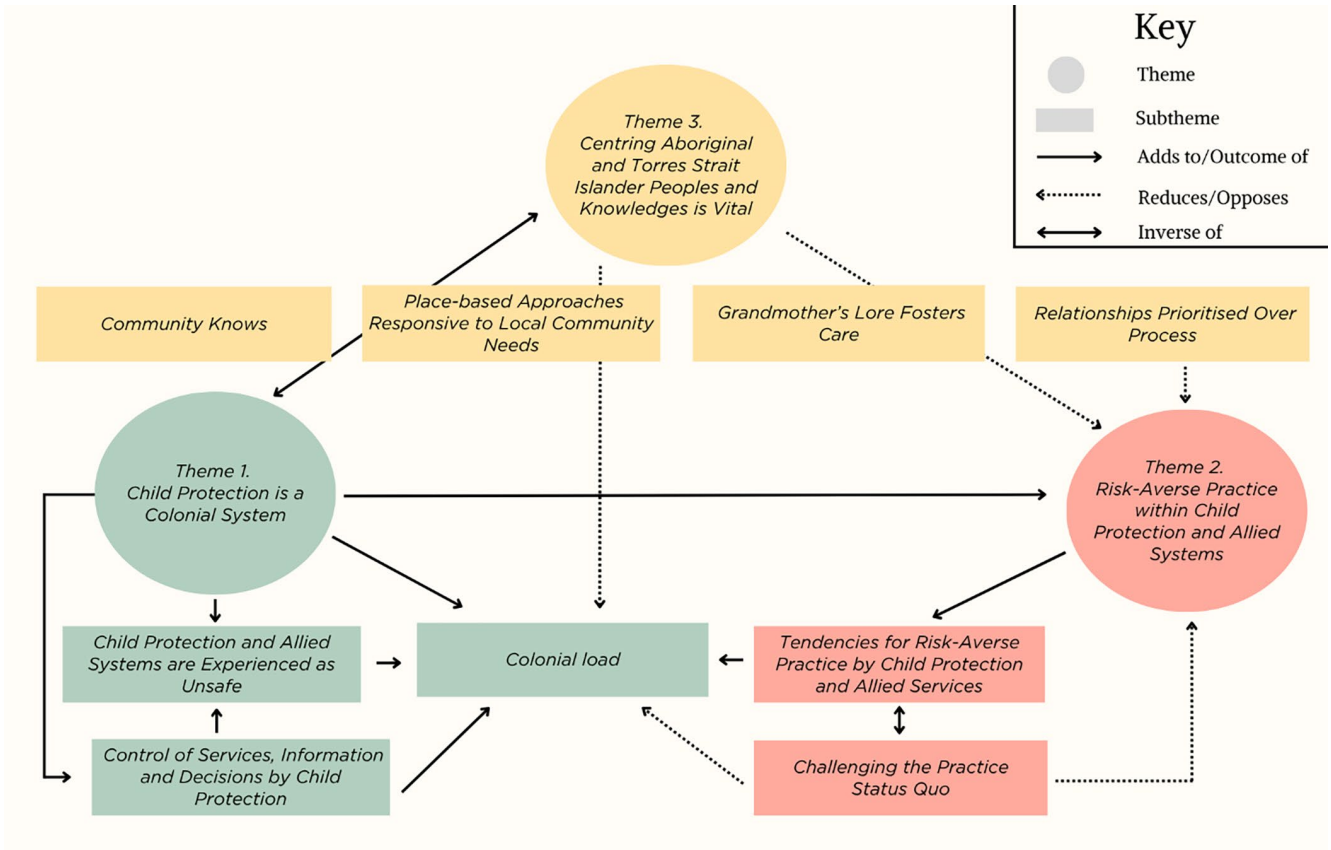 Key
Theme
Subtheme
Adds to/Outcome of
Reduces/Opposes
Inverse of
Theme 3.
Centring Aboriginal
and Torres Strait
Islander Peoples and
Knowledges is Vital
Community Knows
Place-based Approaches
Responsive to Local Community
Needs
Grandmother's Lore Fosters
Care
Relationships Prioritised Over
Process
Theme 1.
Child Protection is a
Colonial System
Theme 2.
Risk-Averse Practice
within Child
Protection and Allied
Systems
Child Protection and Allied
Systems are Experienced as
Unsafe
Colonial load
Tendencies for Risk-Averse
Practice by Child Protection
and Allied Services
Control of Services, Information
and Decisions by Child
Protection
Challenging the Practice
Status Quo